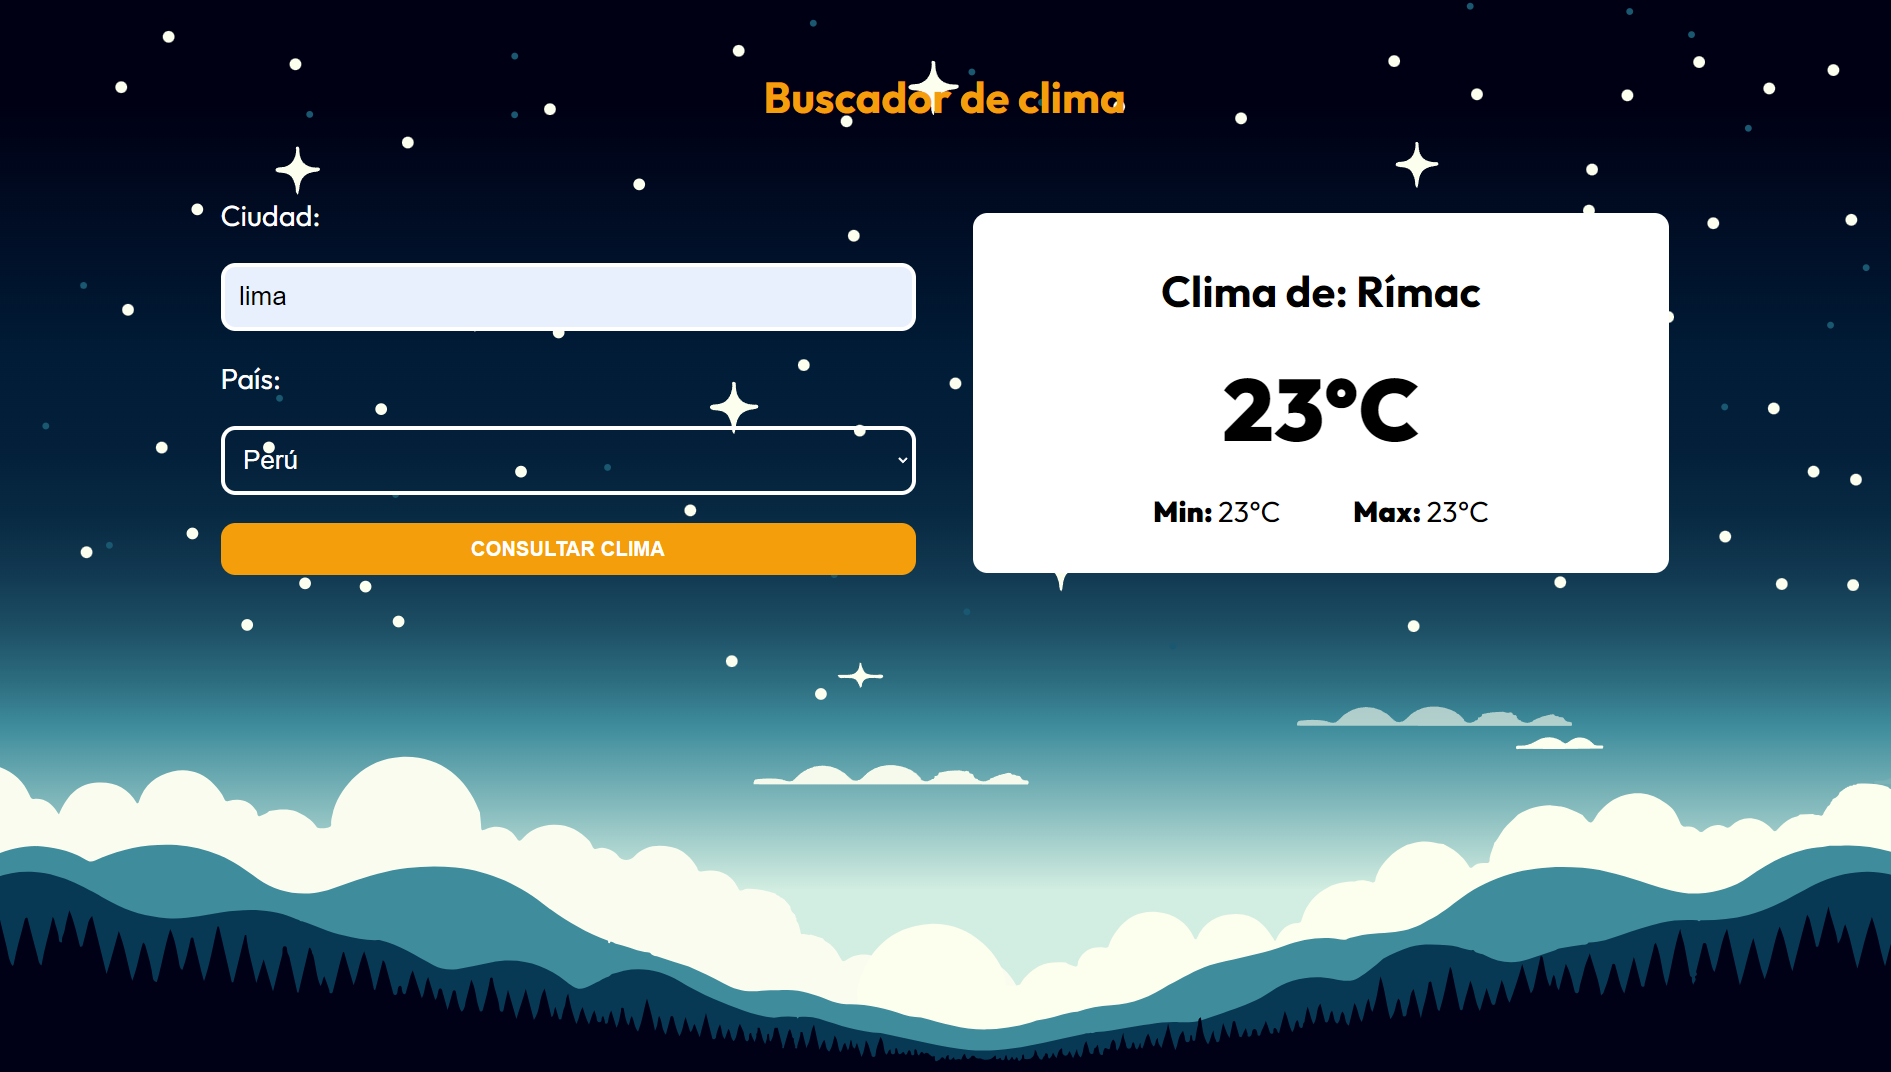 Buscador de clima
Ciudad:
lima
País:
Perú
CONSULTAR CLIMA
Clima de: Rímac
23°C
Min: 23°C Max: 23°C